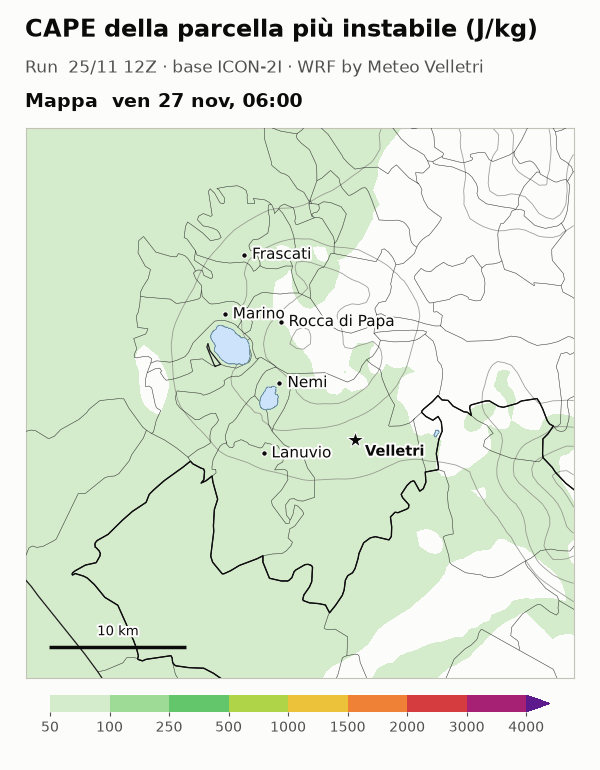 CAPE della parcella più instabile (J/kg)
Run  25/11 12Z · base ICON-2I · WRF by Meteo Velletri
Mappa  ven 27 nov, 06:00
Frascati
Marino
Rocca di Papa
Nemi
Velletri
Lanuvio
10 km
50 100 250 500 1000 1500 2000 3000 4000